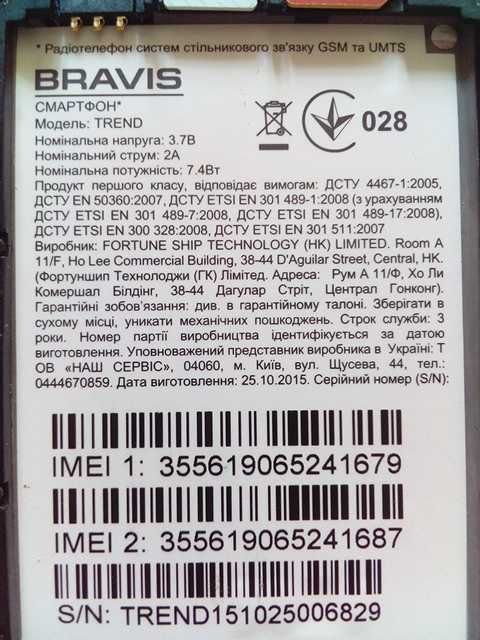 * Радіотелефон систем стільникового зв'язку GSM та UMTS
BRAVIS
СМАРТФОН*
Модель: TREND
Номінальна напруга: 3.7В
Номінальний струм: 2А
Номінальна потужність: 7.4Вт
028
Продукт першого класу, відповідає вимогам: ДСТУ 4467-1:2005,
ДСТУ EN 50360:2007, ДСТУ ETSI EN 301 489-1:2008 (з урахуванням
ДСТУ ETSI EN 301 489-7:2008, ДСТУ ETSI EN 301 489-17:2008),
ДСТУ ETSI EN 300 328:2008, ДСТУ ETSI EN 301 511:2007
Виробник: FORTUNE SHIP TECHNOLOGY (HK) LIMITED. Room A
11/F, Ho Lee Commercial Building, 38-44 D'Aguilar Street, Central, HK.
(Фортуншип Технолоджи (ГК) Лімітед. Адреса: Рум А 11/Ф, Хо Ли
Комершал Білдінг, 38-44 Дагулар Стріт, Централ Гонконг).
Гарантійні зобов'язання: див. в гарантійному талоні. Зберігати в
сухому місці, уникати механічних пошкоджень. Строк служби: 3
роки. Номер партії виробництва ідентифікується за датою
виготовлення. Уповноважений представник виробника в Україні: Т
ОВ «НАШ СЕРВІС», 04060, м. Київ, вул. Щусева, 44, тел.:
0444670859. Дата виготовлення: 25.10.2015. Серійний номер (S/N):
IMEI 1: 355619065241679
IMEI 2: 355619065241687
S/N: TREND151025006829